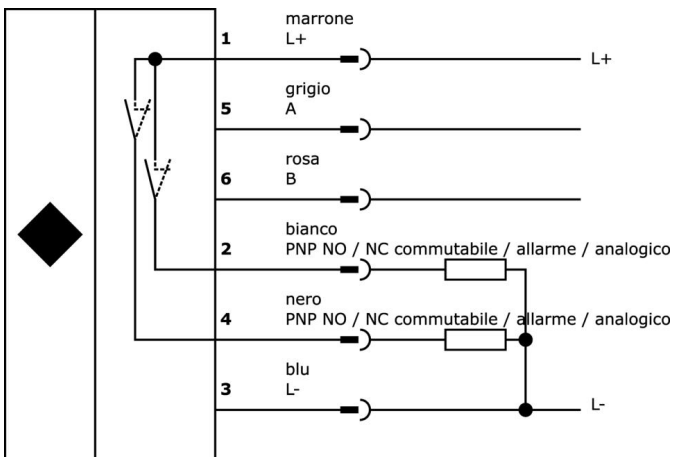 marrone
1 L+ L+
grigio
5 A
rosa
6 B
bianco
2 PNP NO / NC commutabile / allarme / analogico
nero
4 PNP NO / NC commutabile / allarme / analogico
blu
3 L- L-